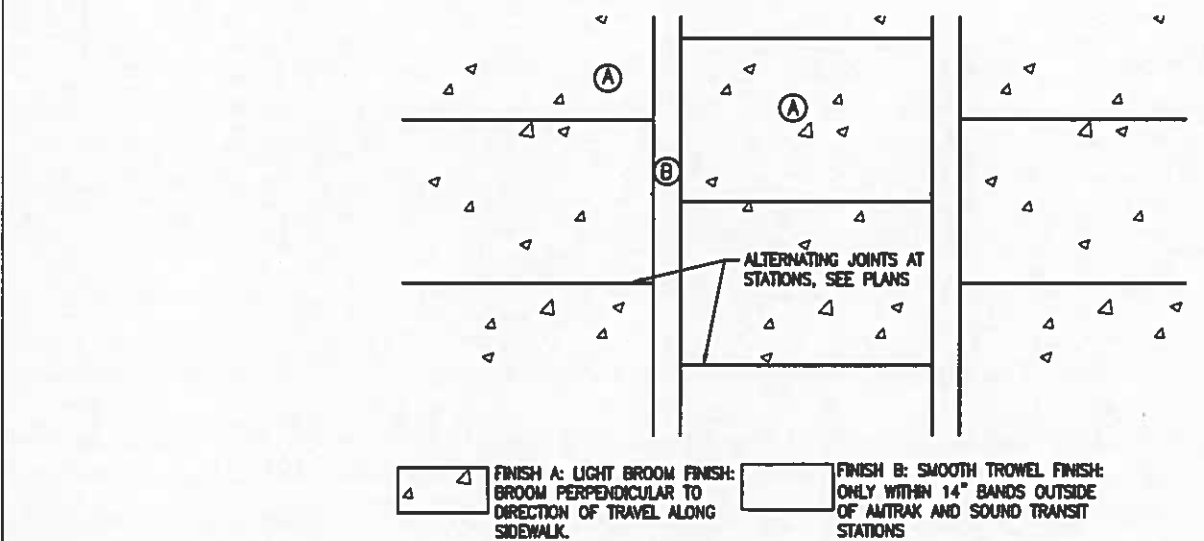 A
A
B
ALTERNATING JOINTS AT
STATIONS, SEE PLANS
FINISH A: LIGHT BROOM FINISH:
BROOM PERPENDICULAR TO
DIRECTION OF TRAVEL ALONG
SIDEWALK.
FINISH B: SMOOTH TROWEL FINISH:
ONLY WITHIN 14" BANDS OUTSIDE
OF AMTRAK AND SOUND TRANSIT
STATIONS